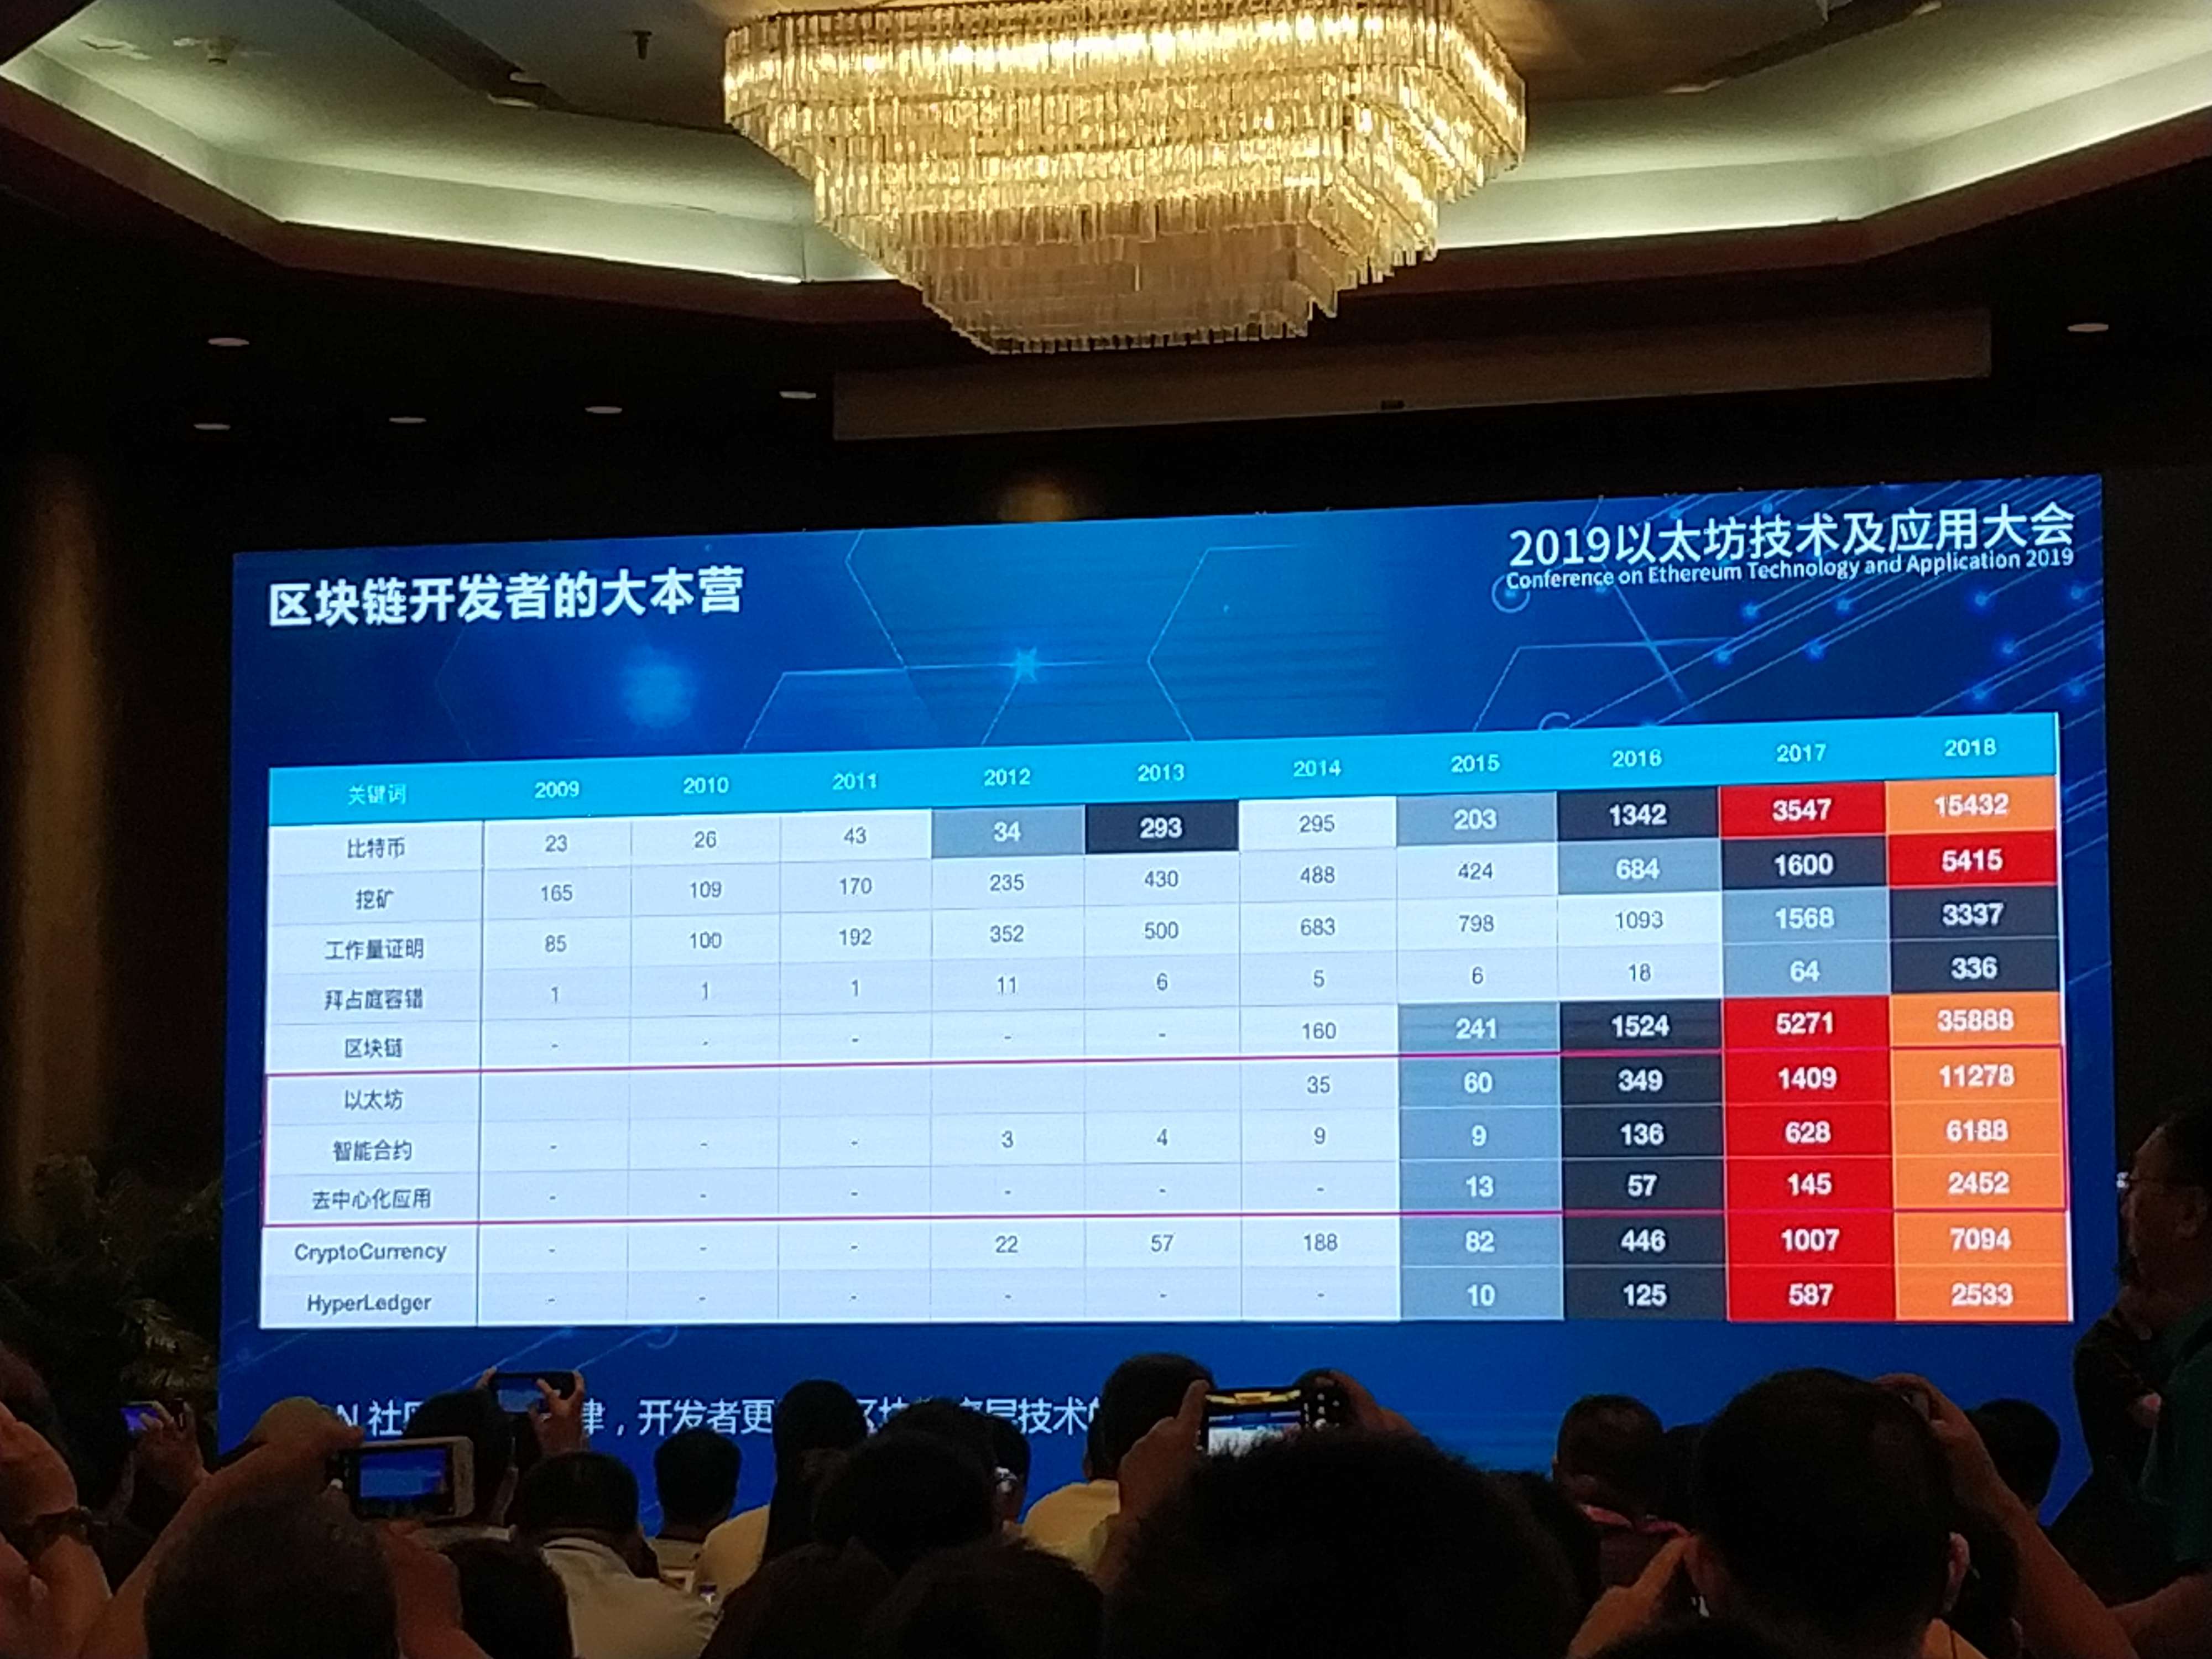 区块链开发者的大本营
2019以太坊技术及应用大会
Conference on Ethereum Technology and Application 2019
关键词 2009 2010 2011 2012 2013 2014 2015 2016 2017 2018
比特币 23 26 43 34 293 295 203 1342 3547 15432
挖矿 165 109 170 235 430 488 424 684 1600 5415
工作量证明 85 100 192 352 500 683 798 1093 1568 3337
拜占庭容错 1 1 1 11 6 5 6 18 64 336
区块链 - - - - - 160 241 1524 5271 35888
以太坊 35 60 349 1409 11278
智能合约 - - - 3 4 9 9 136 628 6188
去中心化应用 - - - - - - 13 57 145 2452
CryptoCurrency - - - 22 57 188 82 446 1007 7094
HyperLedger - - - - - - 10 125 587 2533
N 社 律，开发者更 层技术